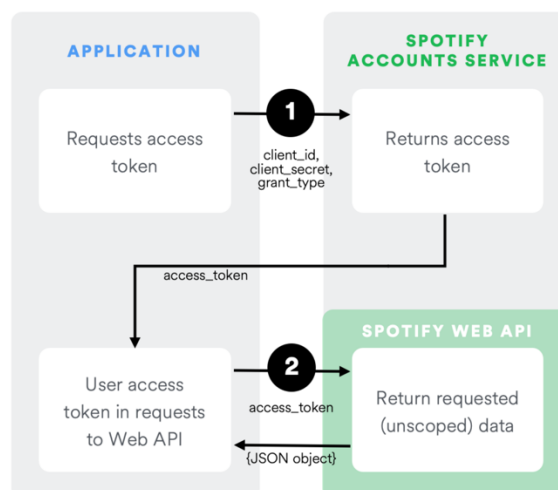 APPLICATION
SPOTIFY
ACCOUNTS SERVICE
Requests access
token
1
client_id,
client_secret,
grant_type
Returns access
token
access_token
SPOTIFY WEB API
User access
token in requests
to Web API
2
access_token
{JSON object}
Return requested
(unscoped) data